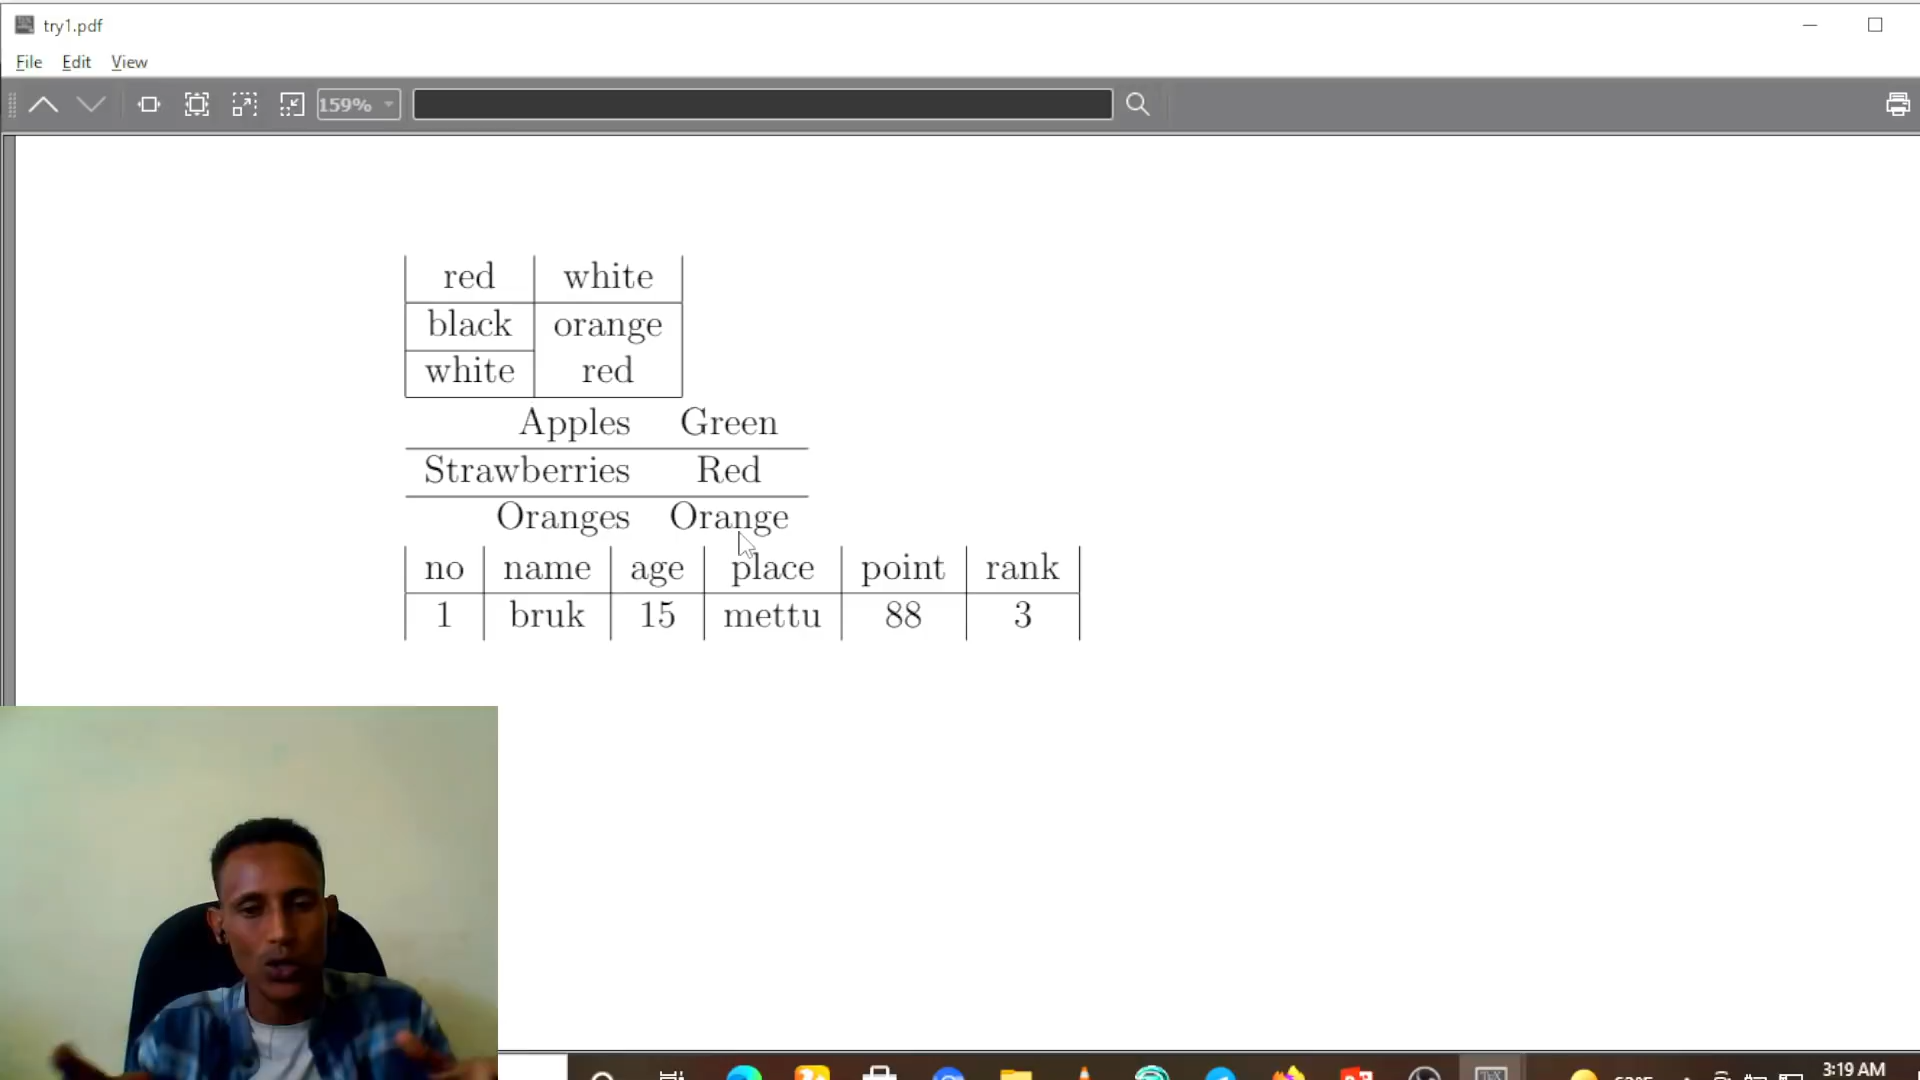 try1.pdf
File Edit View
159%
red white
black orange
white red
Apples Green
Strawberries Red
Oranges Orange
no name age place point rank
1 bruk 15 mettu 88 3
3:19 AM